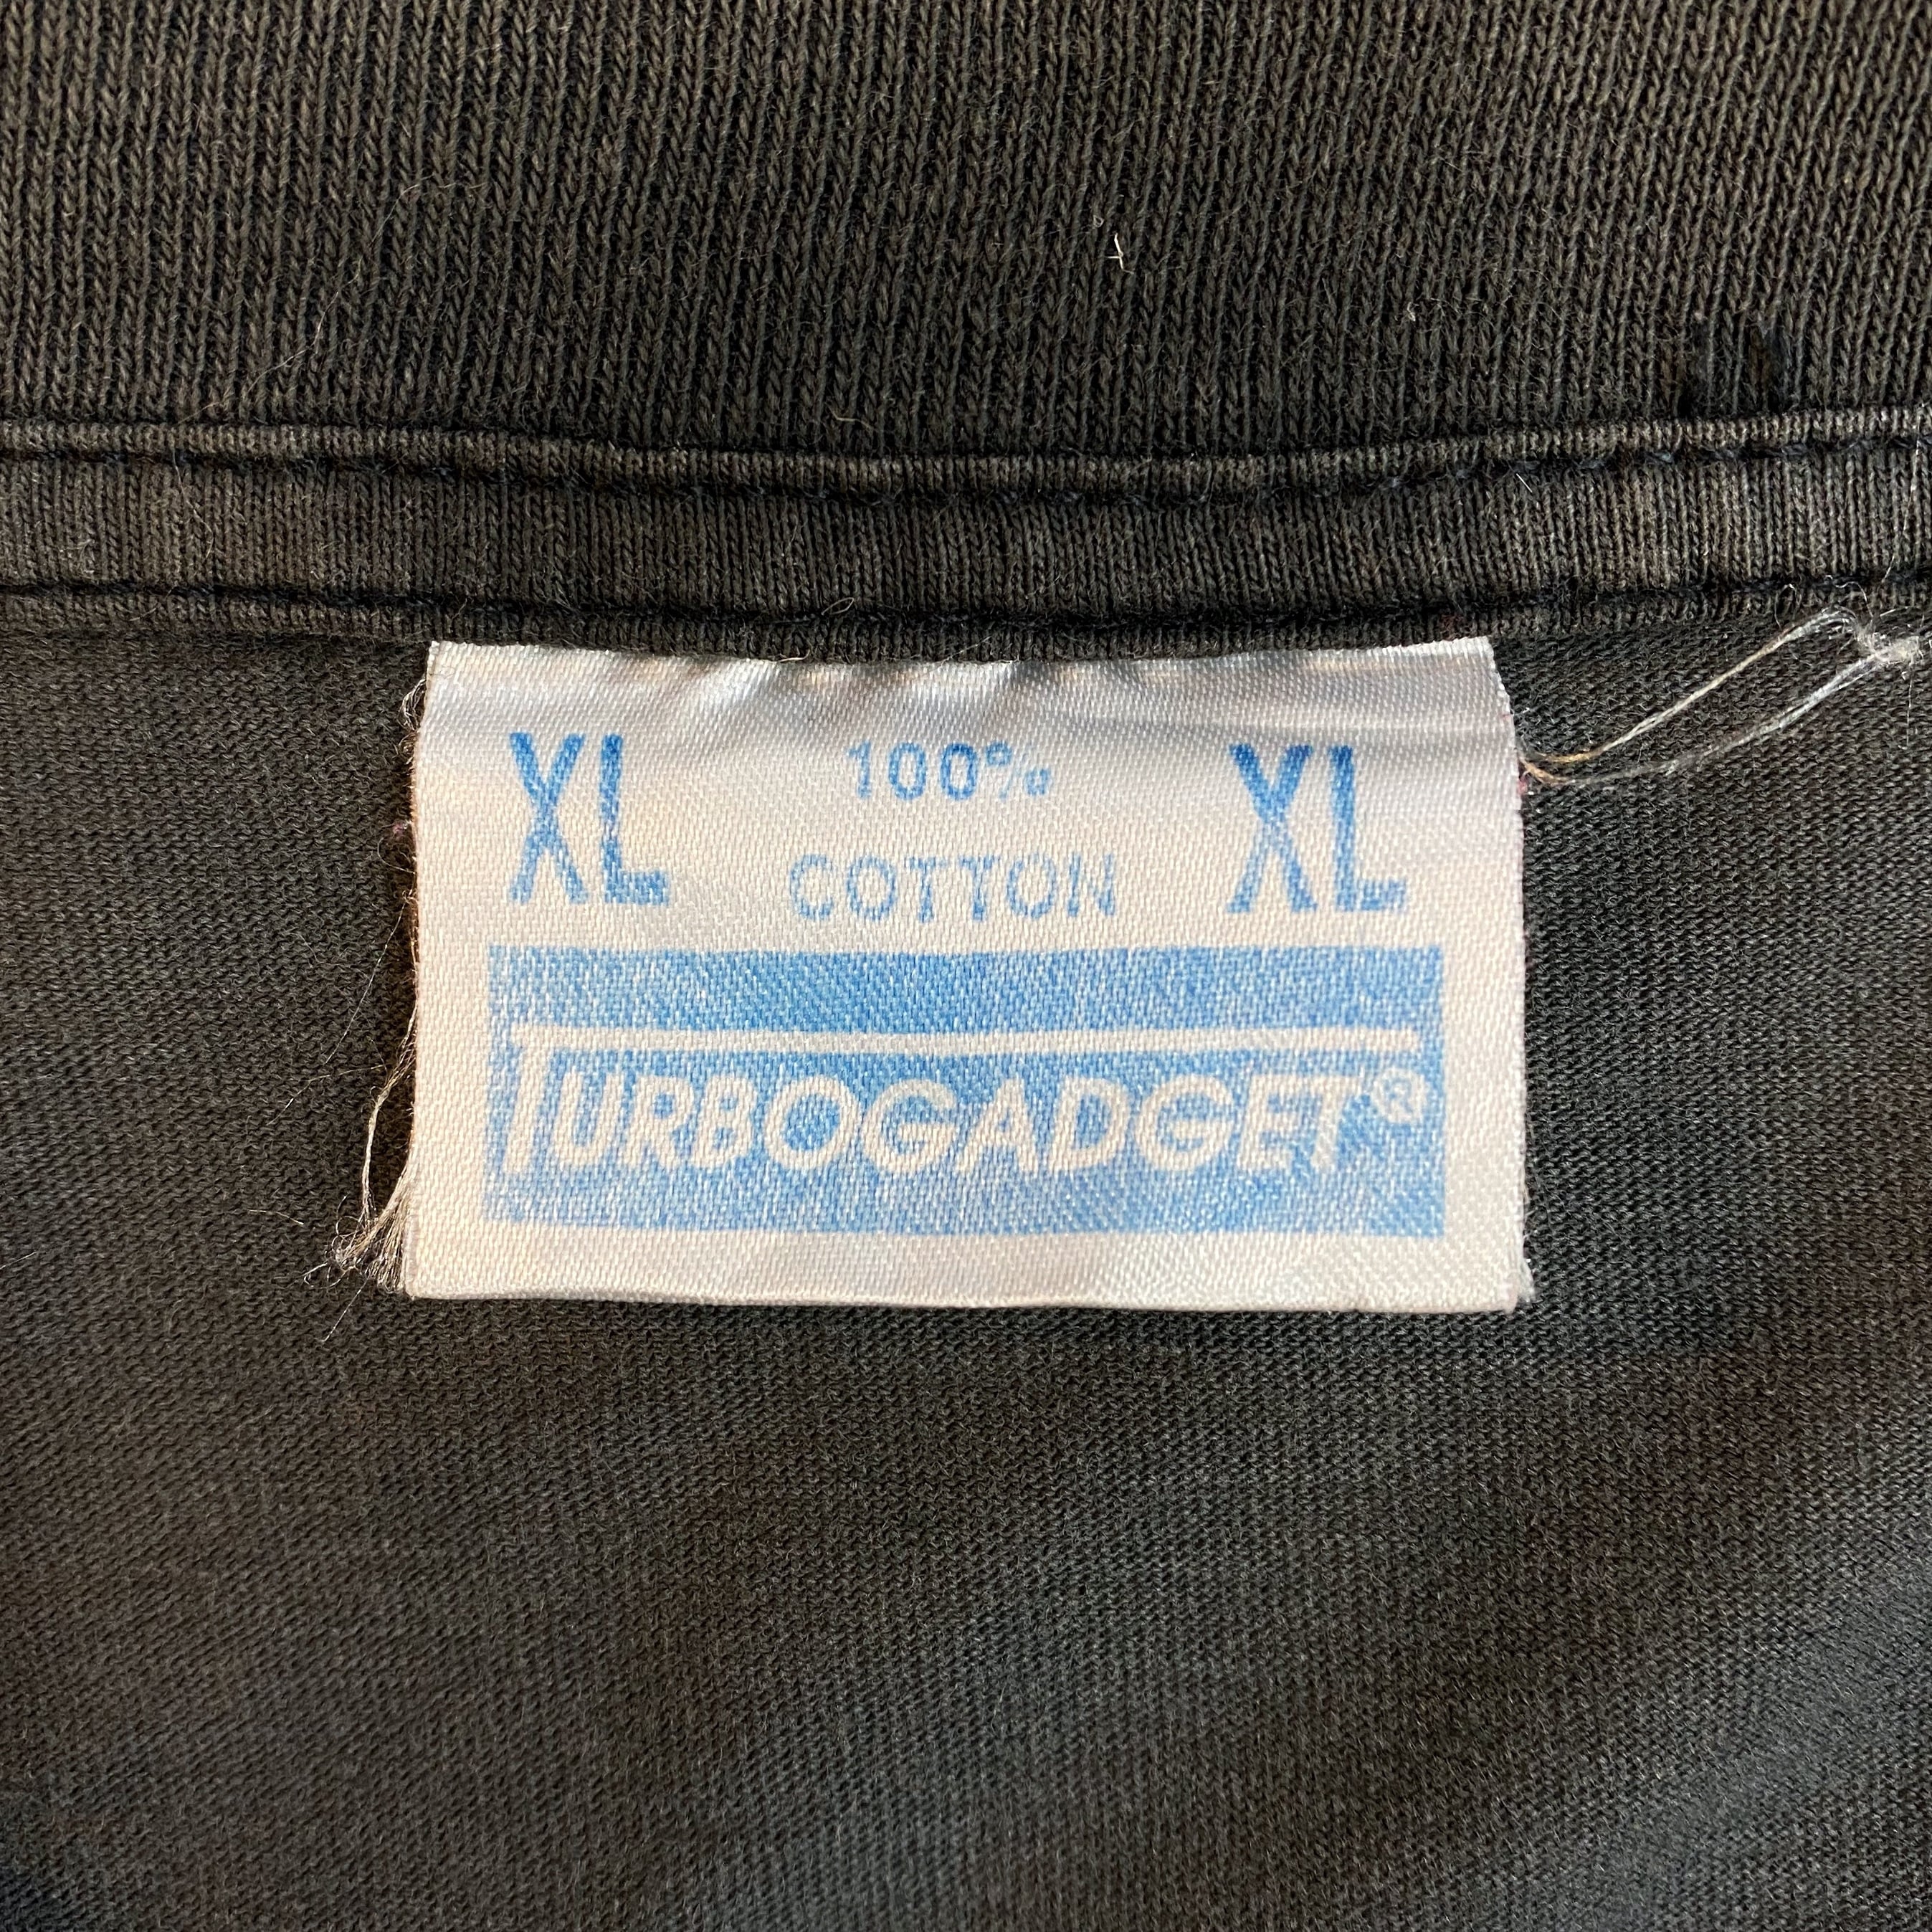 XL 100% XL
COTTON
TURBOGADGET®